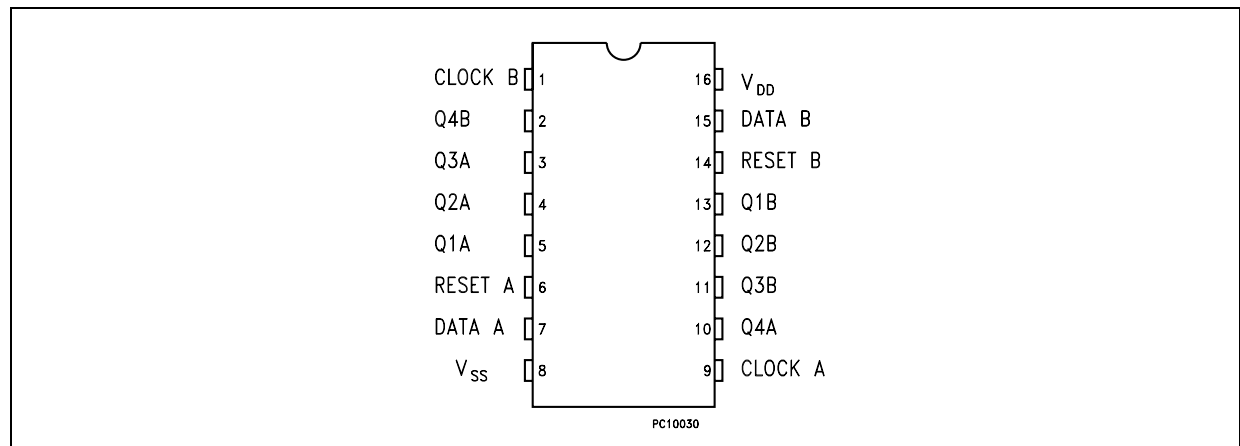 CLOCK B 1 16 VDD
Q4B 2 15 DATA B
Q3A 3 14 RESET B
Q2A 4 13 Q1B
Q1A 5 12 Q2B
RESET A 6 11 Q3B
DATA A 7 10 Q4A
VSS 8 9 CLOCK A
PC10030